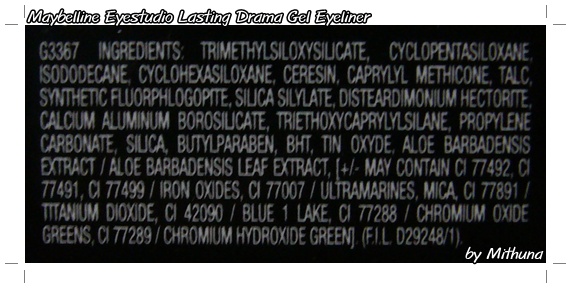 Maybelline Eyestudio Lasting Drama Gel Eyeliner
G3367 INGREDIENTS: TRIMETHYLSILOXYSILICATE, CYCLOPENTASILOXANE,
ISODODECANE, CYCLOHEXASILOXANE, CERESIN, CAPRYLYL METHICONE, TALC,
SYNTHETIC FLUORPHLOGOPITE, SILICA SILYLATE, DISTEARDIMONIUM HECTORITE,
CALCIUM ALUMINUM BOROSILICATE, TRIETHOXYCAPRYLYLSILANE, PROPYLENE
CARBONATE, SILICA, BUTYLPARABEN, BHT, TIN OXYDE, ALOE BARBADENSIS
EXTRACT / ALOE BARBADENSIS LEAF EXTRACT, [+/- MAY CONTAIN CI 77492, CI
77491, CI 77499 / IRON OXIDES, CI 77007 / ULTRAMARINES, MICA, CI 77891 /
TITANIUM DIOXIDE, CI 42090 / BLUE 1 LAKE, CI 77288 / CHROMIUM OXIDE
GREENS, CI 77289 / CHROMIUM HYDROXIDE GREEN]. (F.I.L. D29248/1).
by Mithuna